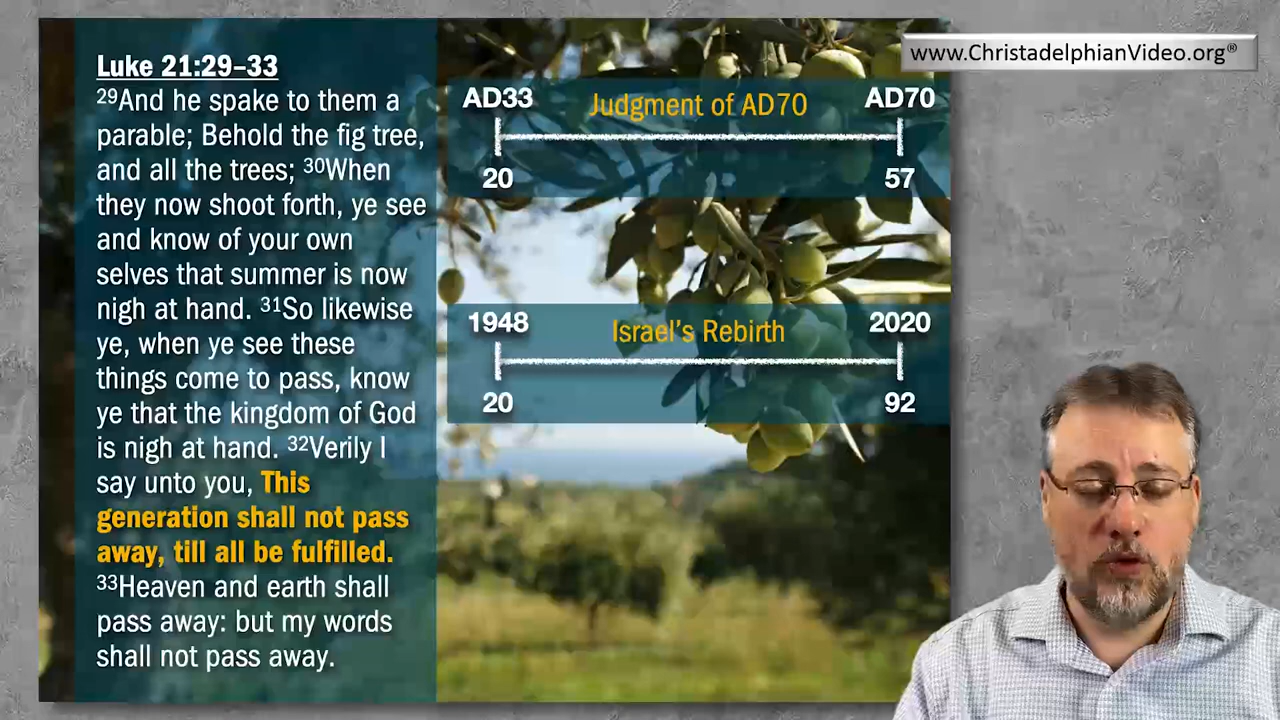 www.ChristadelphianVideo.org®
Luke 21:29–33
29And he spake to them a
parable; Behold the fig tree,
and all the trees; 30When
they now shoot forth, ye see
and know of your own
selves that summer is now
nigh at hand. 31So likewise
ye, when ye see these
things come to pass, know
ye that the kingdom of God
is nigh at hand. 32Verily I
say unto you, This
generation shall not pass
away, till all be fulfilled.
33Heaven and earth shall
pass away: but my words
shall not pass away.
AD33 Judgment of AD70 AD70
20 57
1948 Israel's Rebirth 2020
20 92